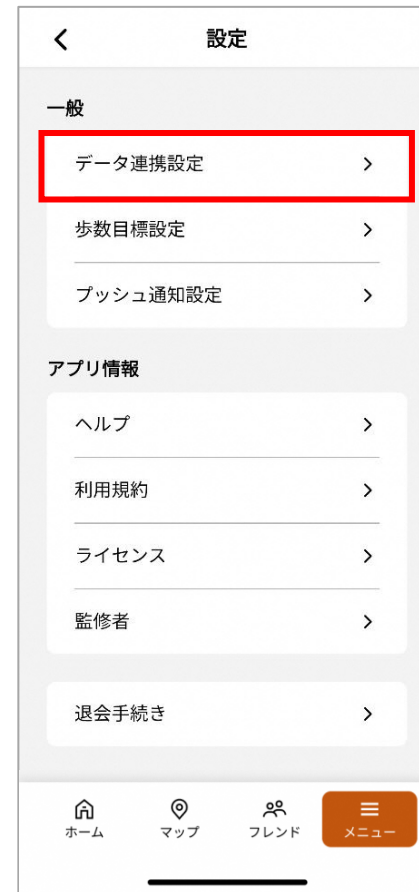 設定
一般
データ連携設定
歩数目標設定
プッシュ通知設定
アプリ情報
ヘルプ
利用規約
ライセンス
監修者
退会手続き
ホーム
マップ
フレンド
メニュー